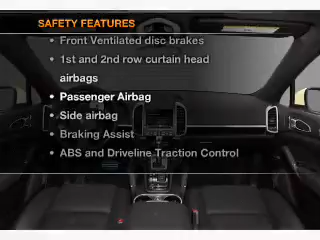 SAFETY FEATURES
• Front Ventilated disc brakes
• 1st and 2nd row curtain head
airbags
• Passenger Airbag
• Side airbag
• Braking Assist
• ABS and Driveline Traction Control